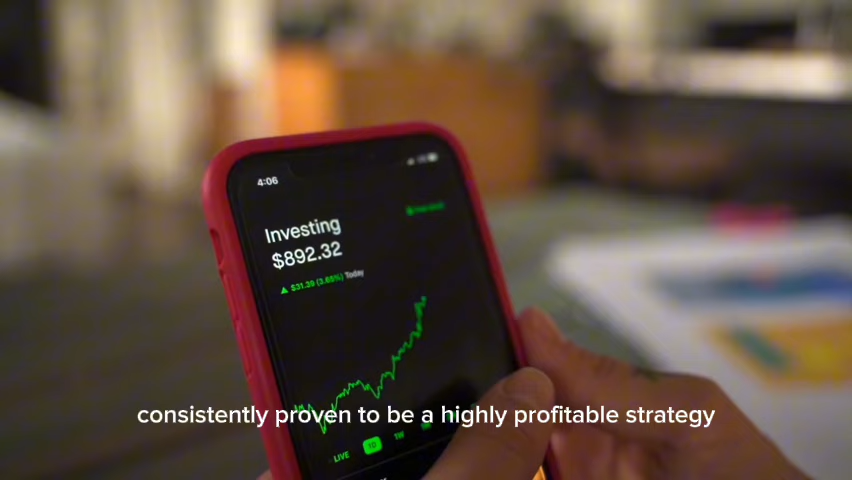 4:06
Investing
$892.32
▲ $31.39 (3.65%) Today
LIVE 1D 1W
consistently proven to be a highly profitable strategy